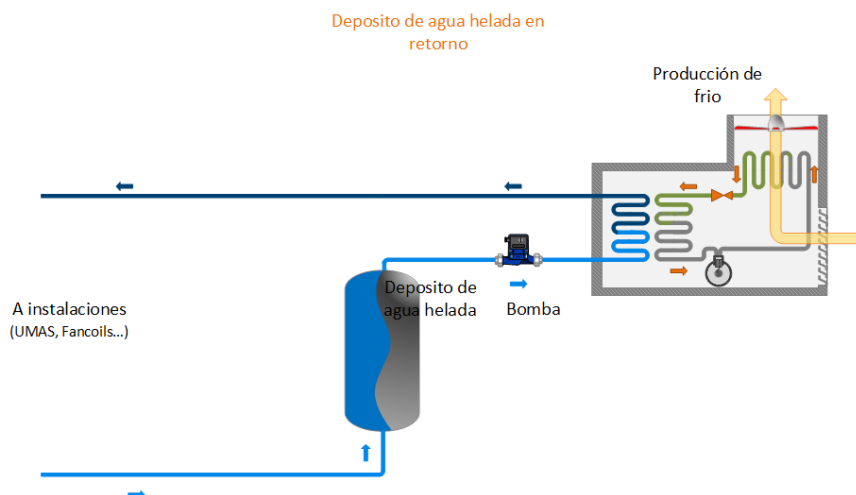 Deposito de agua helada en
retorno
Producción de
frio
Deposito de
agua helada
Bomba
A instalaciones
(UMAS, Fancoils...)